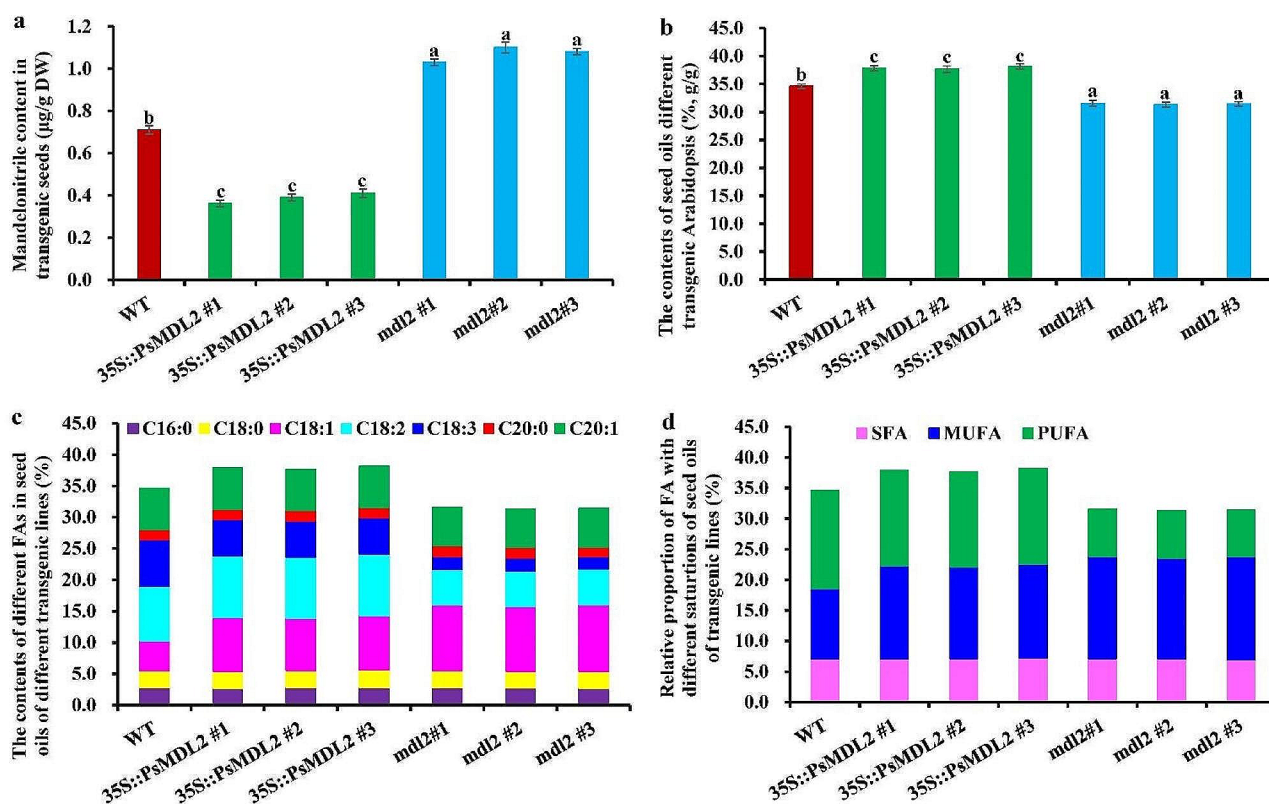 a
Mandelonitrilc content in
transgenic seeds (µg/g DW)
1.2
1.0
0.8
0.6
0.4
0.2
0.0
b
c
c
c
a
a
a
WT
35S::PsMDL2 #1
35S::PsMDL2 #2
35S::PsMDL2 #3
mdl2 #1
mdl2#2
mdl2#3
b
The contents of seed oils different
transgenic Arabidopsis (%, g/g)
45.0
40.0
35.0
30.0
25.0
20.0
15.0
10.0
5.0
0.0
b
c
c
c
a
a
a
WT
35S::PsMDL2 #1
35S::PsMDL2 #2
35S::PsMDL2 #3
mdl2#1
mdl2 #2
mdl2 #3
c
The contents of different FAs in seed
oils of different transgenic lines (%)
C16:0 C18:0 C18:1 C18:2 C18:3 C20:0 C20:1
45.0
40.0
35.0
30.0
25.0
20.0
15.0
10.0
5.0
0.0
WT
35S::PsMDL2 #1
35S::PsMDL2 #2
35S::PsMDL2 #3
mdl2#1
mdl2 #2
mdl2 #3
d
Relative proportion of FA with
different saturtions of seed oils
of transgenic lines (%)
SFA MUFA PUFA
45.0
40.0
35.0
30.0
25.0
20.0
15.0
10.0
5.0
0.0
WT
35S::PsMDL2 #1
35S::PsMDL2 #2
35S::PsMDL2 #3
mdl2#1
mdl2 #2
mdl2 #3